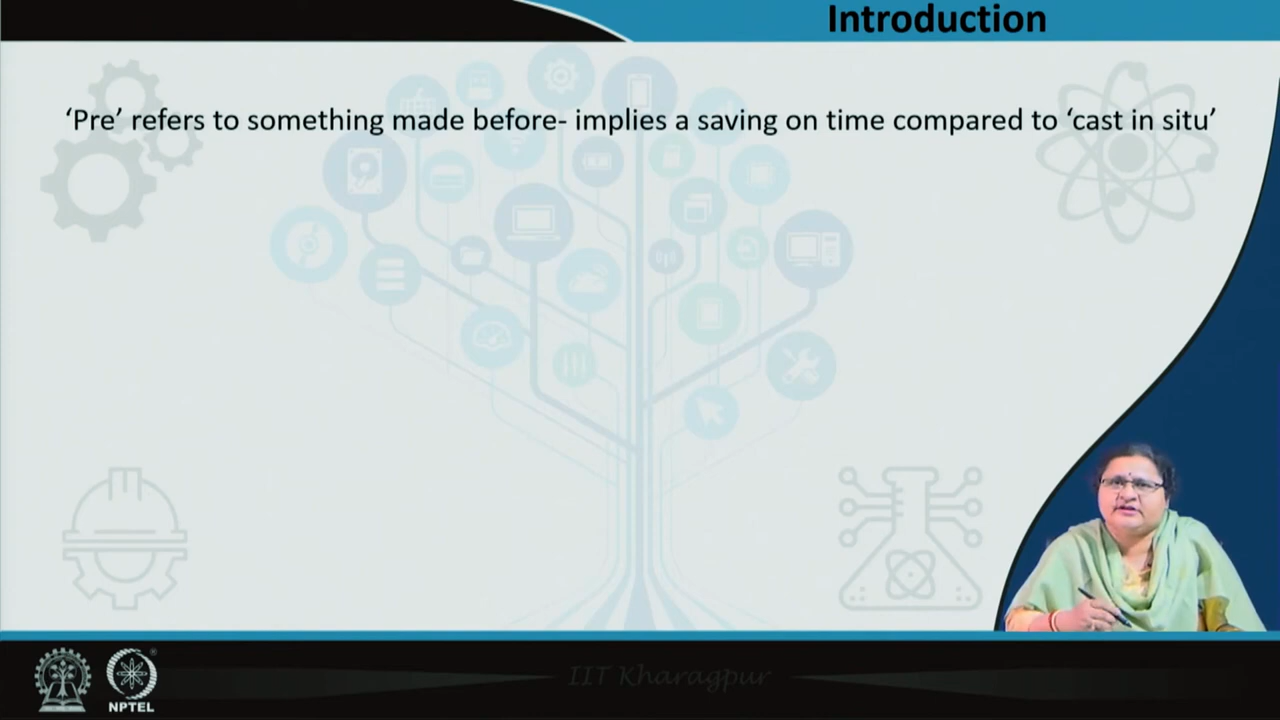 Introduction
‘Pre’ refers to something made before- implies a saving on time compared to ‘cast in situ’
IIT Kharagpur
NPTEL